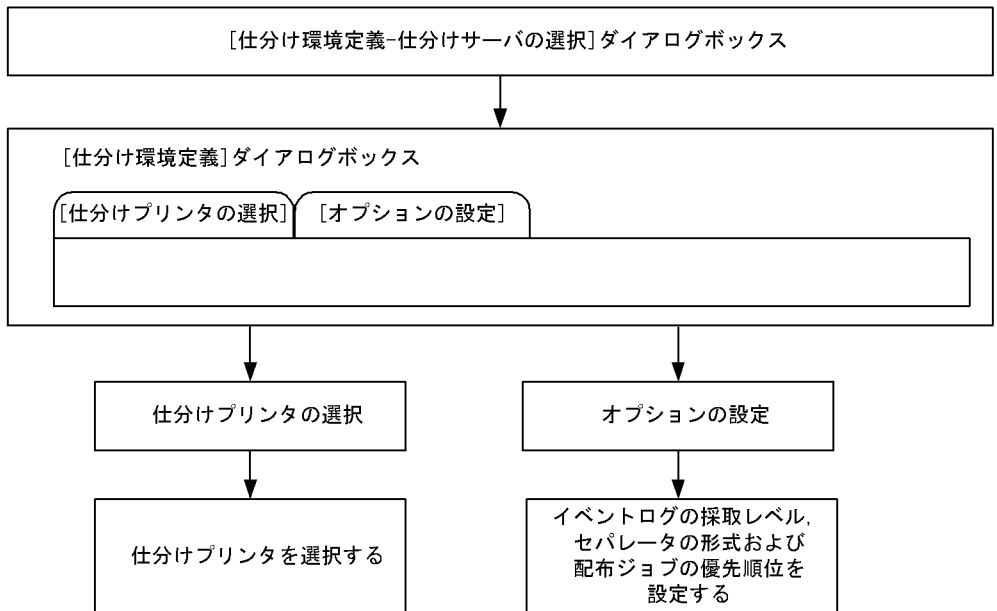 [仕分け環境定義-仕分けサーバの選択]ダイアログボックス
[仕分け環境定義]ダイアログボックス
[仕分けプリンタの選択]
[オプションの設定]
仕分けプリンタの選択
オプションの設定
仕分けプリンタを選択する
イベントログの採取レベル,
セパレータの形式および
配布ジョブの優先順位を
設定する